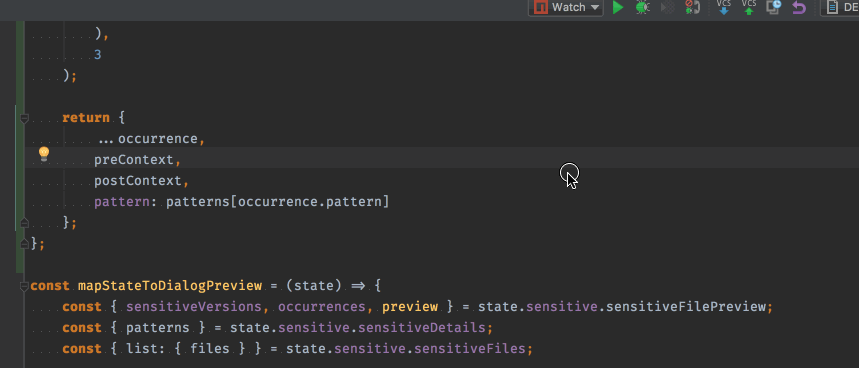 Watch
VCS
VCS
DE
),
3
);
return {
...occurrence,
preContext,
postContext,
pattern: patterns[occurrence.pattern]
};
};
const mapStateToDialogPreview = (state) ⇒ {
const { sensitiveVersions, occurrences, preview } = state.sensitive.sensitiveFilePreview;
const { patterns } = state.sensitive.sensitiveDetails;
const { list: { files } } = state.sensitive.sensitiveFiles;